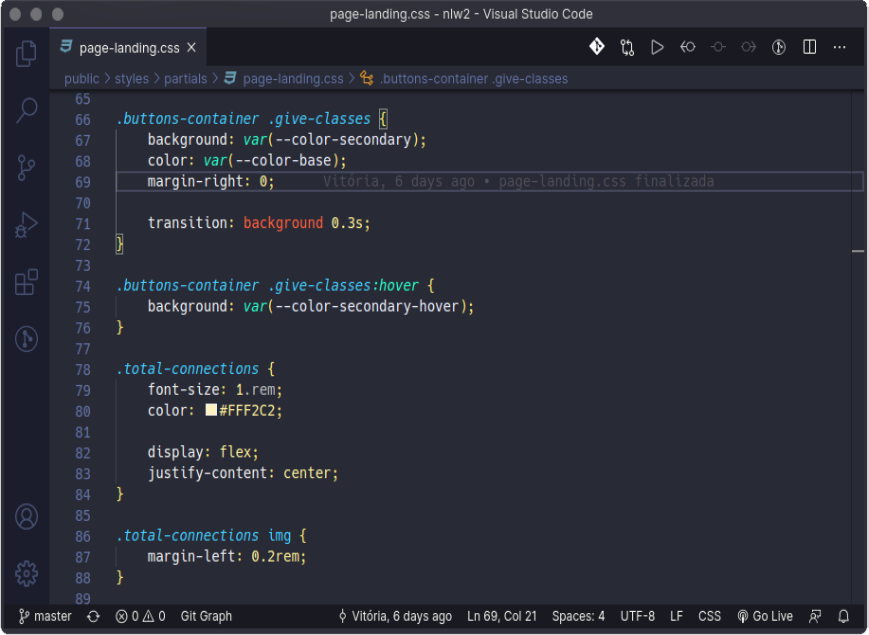 page-landing.css - nlw2 - Visual Studio Code
page-landing.css ×
public > styles > partials > page-landing.css > .buttons-container .give-classes
65
66 .buttons-container .give-classes {
67 background: var(--color-secondary);
68 color: var(--color-base);
69 margin-right: 0; Vitória, 6 days ago • page-landing.css finalizada
70
71 transition: background 0.3s;
72 }
73
74 .buttons-container .give-classes:hover {
75 background: var(--color-secondary-hover);
76 }
77
78 .total-connections {
79 font-size: 1.rem;
80 color: #FFF2C2;
81
82 display: flex;
83 justify-content: center;
84 }
85
86 .total-connections img {
87 margin-left: 0.2rem;
88 }
89
master 0 0 Git Graph Vitória, 6 days ago Ln 69, Col 21 Spaces: 4 UTF-8 LF CSS Go Live